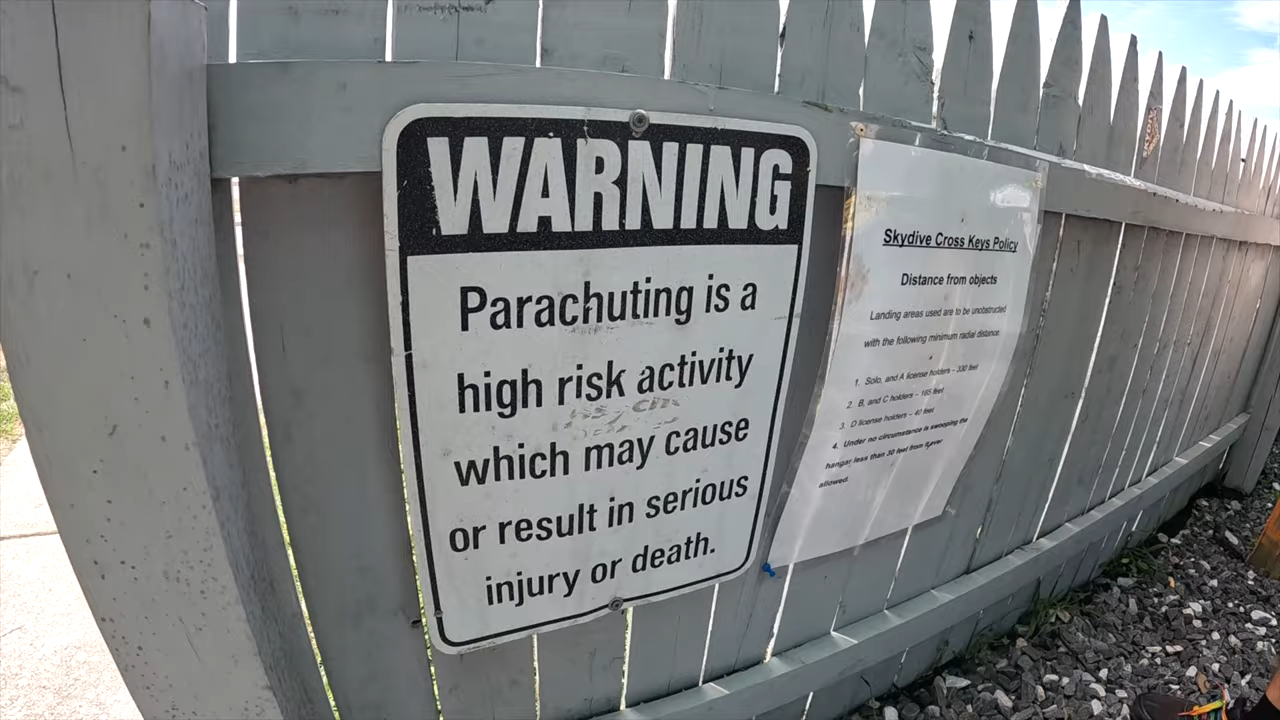 WARNING
Parachuting is a
high risk activity
which may cause
or result in serious
injury or death.
Skydive Cross Keys Policy
Distance from objects
Landing areas used are to be unobstructed
with the following minimum radial distance
1. Solo, and A license holders – 330 feet
2. B, and C holders – 165 feet
3. D license holders – 40 feet
4. Under no circumstance is swooping the
hangar less than 30 feet from it ever
allowed.